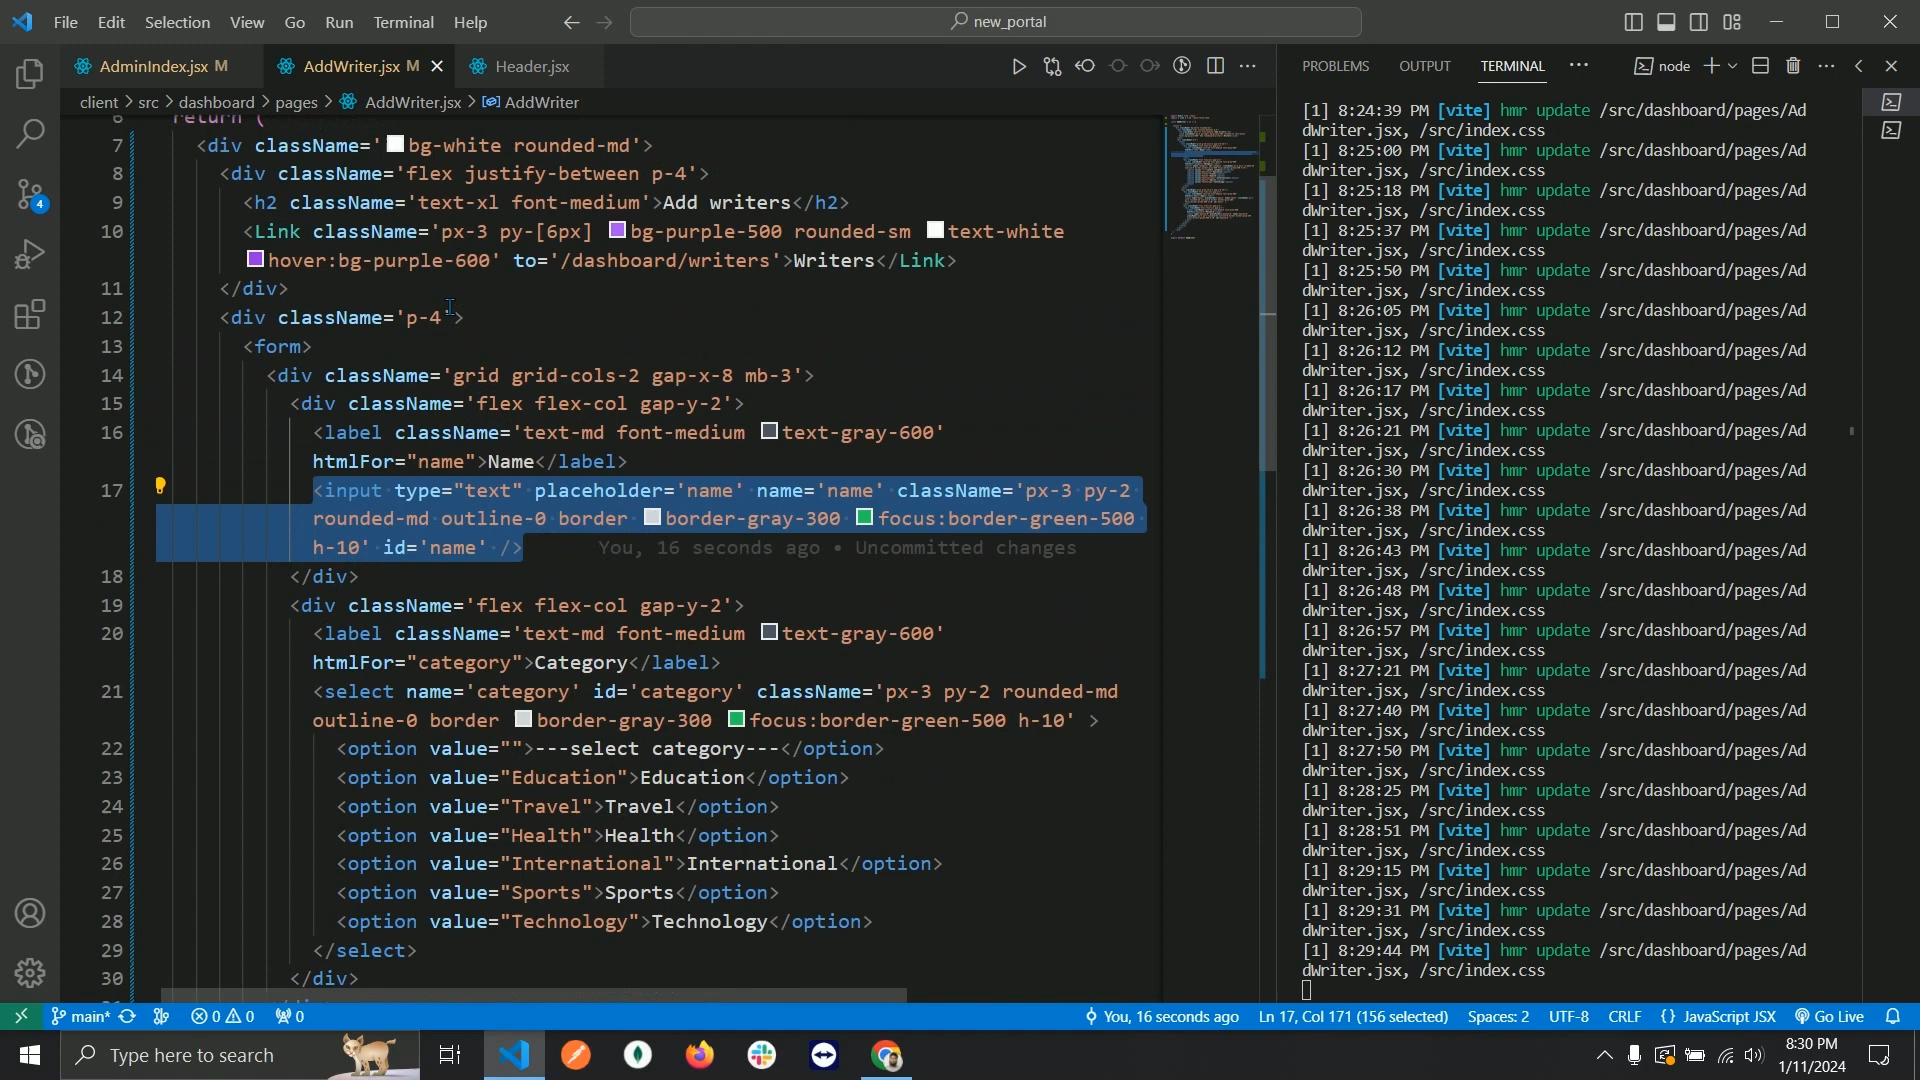 File Edit Selection View Go Run Terminal Help
new_portal
AdminIndex.jsx M
AddWriter.jsx M
Header.jsx
client > src > dashboard > pages > AddWriter.jsx > AddWriter
6 return (
7 <div className='bg-white rounded-md'>
8 <div className='flex justify-between p-4'>
9 <h2 className='text-xl font-medium'>Add writers</h2>
10 <Link className='px-3 py-[6px] bg-purple-500 rounded-sm text-white
hover:bg-purple-600' to='/dashboard/writers'>Writers</Link>
11 </div>
12 <div className='p-4'>
13 <form>
14 <div className='grid grid-cols-2 gap-x-8 mb-3'>
15 <div className='flex flex-col gap-y-2'>
16 <label className='text-md font-medium text-gray-600'
htmlFor="name">Name</label>
17 <input type="text" placeholder='name' name='name' className='px-3 py-2
rounded-md outline-0 border border-gray-300 focus:border-green-500
h-10' id='name' /> You, 16 seconds ago • Uncommitted changes
18 </div>
19 <div className='flex flex-col gap-y-2'>
20 <label className='text-md font-medium text-gray-600'
htmlFor="category">Category</label>
21 <select name='category' id='category' className='px-3 py-2 rounded-md
outline-0 border border-gray-300 focus:border-green-500 h-10' >
22 <option value="">---select category---</option>
23 <option value="Education">Education</option>
24 <option value="Travel">Travel</option>
25 <option value="Health">Health</option>
26 <option value="International">International</option>
27 <option value="Sports">Sports</option>
28 <option value="Technology">Technology</option>
29 </select>
30 </div>
PROBLEMS OUTPUT TERMINAL ··· node
[1] 8:24:39 PM [vite] hmr update /src/dashboard/pages/Ad
dWriter.jsx, /src/index.css
[1] 8:25:00 PM [vite] hmr update /src/dashboard/pages/Ad
dWriter.jsx, /src/index.css
[1] 8:25:18 PM [vite] hmr update /src/dashboard/pages/Ad
dWriter.jsx, /src/index.css
[1] 8:25:37 PM [vite] hmr update /src/dashboard/pages/Ad
dWriter.jsx, /src/index.css
[1] 8:25:50 PM [vite] hmr update /src/dashboard/pages/Ad
dWriter.jsx, /src/index.css
[1] 8:26:05 PM [vite] hmr update /src/dashboard/pages/Ad
dWriter.jsx, /src/index.css
[1] 8:26:12 PM [vite] hmr update /src/dashboard/pages/Ad
dWriter.jsx, /src/index.css
[1] 8:26:17 PM [vite] hmr update /src/dashboard/pages/Ad
dWriter.jsx, /src/index.css
[1] 8:26:21 PM [vite] hmr update /src/dashboard/pages/Ad
dWriter.jsx, /src/index.css
[1] 8:26:30 PM [vite] hmr update /src/dashboard/pages/Ad
dWriter.jsx, /src/index.css
[1] 8:26:38 PM [vite] hmr update /src/dashboard/pages/Ad
dWriter.jsx, /src/index.css
[1] 8:26:43 PM [vite] hmr update /src/dashboard/pages/Ad
dWriter.jsx, /src/index.css
[1] 8:26:48 PM [vite] hmr update /src/dashboard/pages/Ad
dWriter.jsx, /src/index.css
[1] 8:26:57 PM [vite] hmr update /src/dashboard/pages/Ad
dWriter.jsx, /src/index.css
[1] 8:27:21 PM [vite] hmr update /src/dashboard/pages/Ad
dWriter.jsx, /src/index.css
[1] 8:27:40 PM [vite] hmr update /src/dashboard/pages/Ad
dWriter.jsx, /src/index.css
[1] 8:27:50 PM [vite] hmr update /src/dashboard/pages/Ad
dWriter.jsx, /src/index.css
[1] 8:28:25 PM [vite] hmr update /src/dashboard/pages/Ad
dWriter.jsx, /src/index.css
[1] 8:28:51 PM [vite] hmr update /src/dashboard/pages/Ad
dWriter.jsx, /src/index.css
[1] 8:29:15 PM [vite] hmr update /src/dashboard/pages/Ad
dWriter.jsx, /src/index.css
[1] 8:29:31 PM [vite] hmr update /src/dashboard/pages/Ad
dWriter.jsx, /src/index.css
[1] 8:29:44 PM [vite] hmr update /src/dashboard/pages/Ad
dWriter.jsx, /src/index.css
4
main* 0 0 0 You, 16 seconds ago Ln 17, Col 171 (156 selected) Spaces: 2 UTF-8 CRLF {} JavaScript JSX Go Live
Type here to search
8:30 PM
1/11/2024